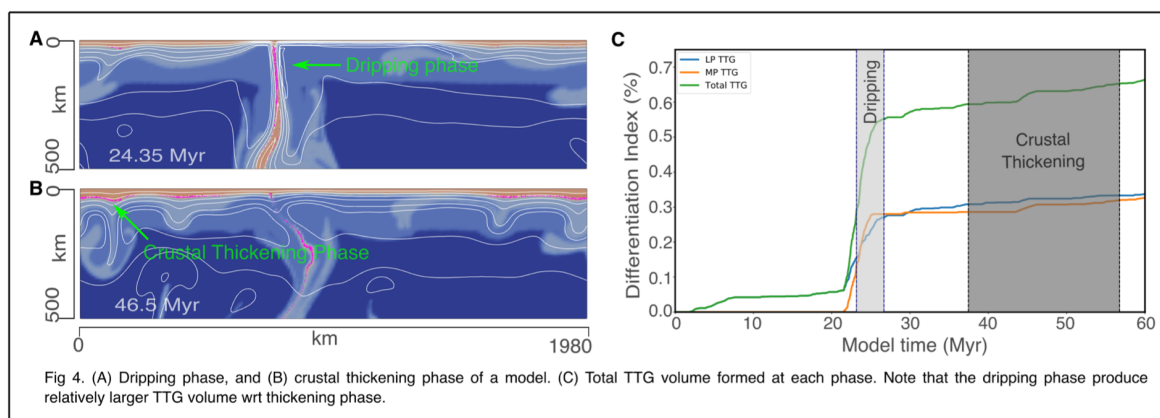 A
0
km
500
Dripping phase
24.35 Myr
B
0
km
500
Crustal Thickening Phase
46.5 Myr
0
km
1980
C
Differentiation Index (%)
0.7
0.6
0.5
0.4
0.3
0.2
0.1
0.0
LP TTG
MP TTG
Total TTG
Dripping
Crustal
Thickening
0
10
20
30
40
50
60
Model time (Myr)
Fig 4. (A) Dripping phase, and (B) crustal thickening phase of a model. (C) Total TTG volume formed at each phase. Note that the dripping phase produce
relatively larger TTG volume wrt thickening phase.